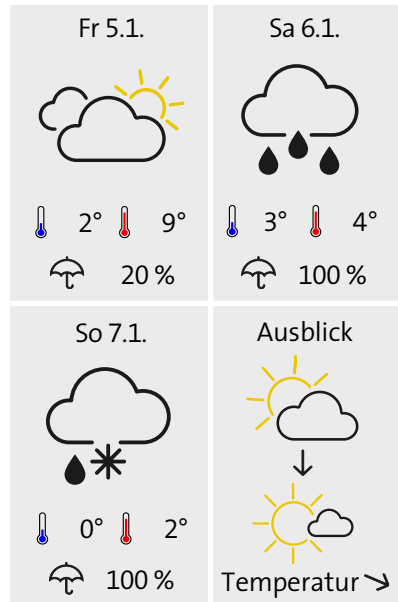 Fr 5.1.
2° 9°
20 %
Sa 6.1.
3° 4°
100 %
So 7.1.
0° 2°
100 %
Ausblick
Temperatur